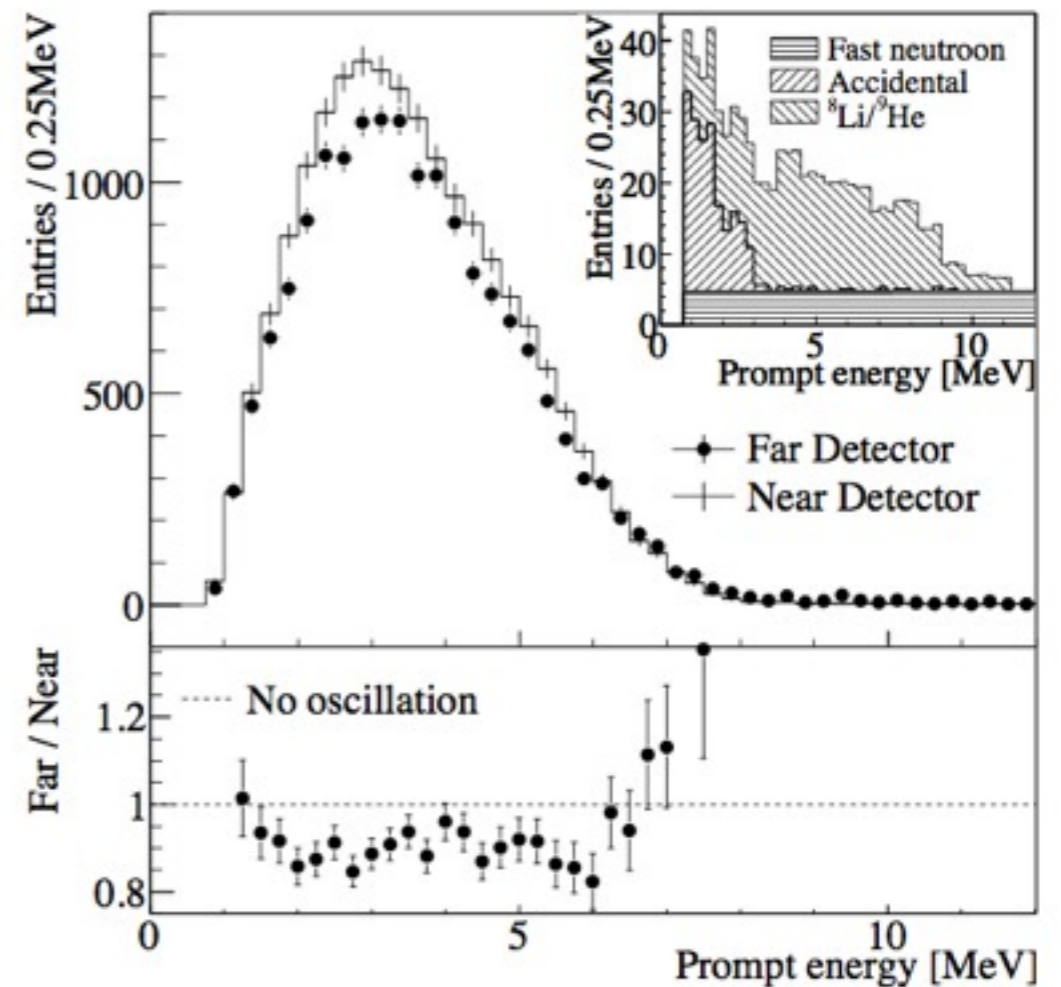 Entries / 0.25MeV
1000
500
0
Entries / 0.25MeV
40
30
20
10
0
Fast neutroon
Accidental
⁸Li/⁹He
0 5 10
Prompt energy [MeV]
Far Detector
Near Detector
Far / Near
1.2
1
0.8
No oscillation
0 5 10
Prompt energy [MeV]